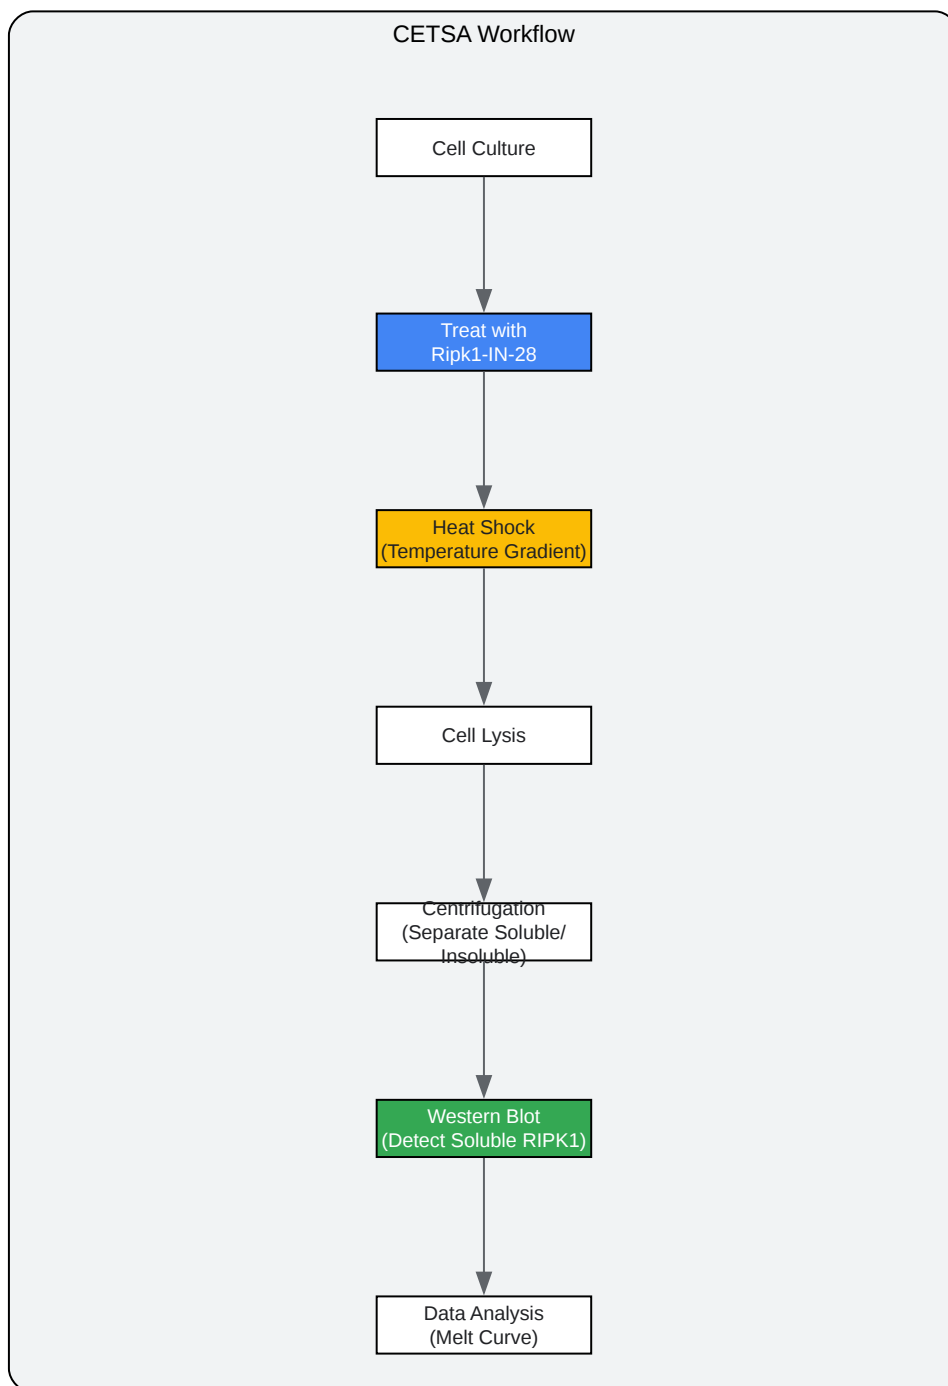 CETSA Workflow
Cell Culture
Treat with
Ripk1-IN-28
Heat Shock
(Temperature Gradient)
Cell Lysis
Centrifugation
(Separate Soluble/
Insoluble)
Western Blot
(Detect Soluble RIPK1)
Data Analysis
(Melt Curve)